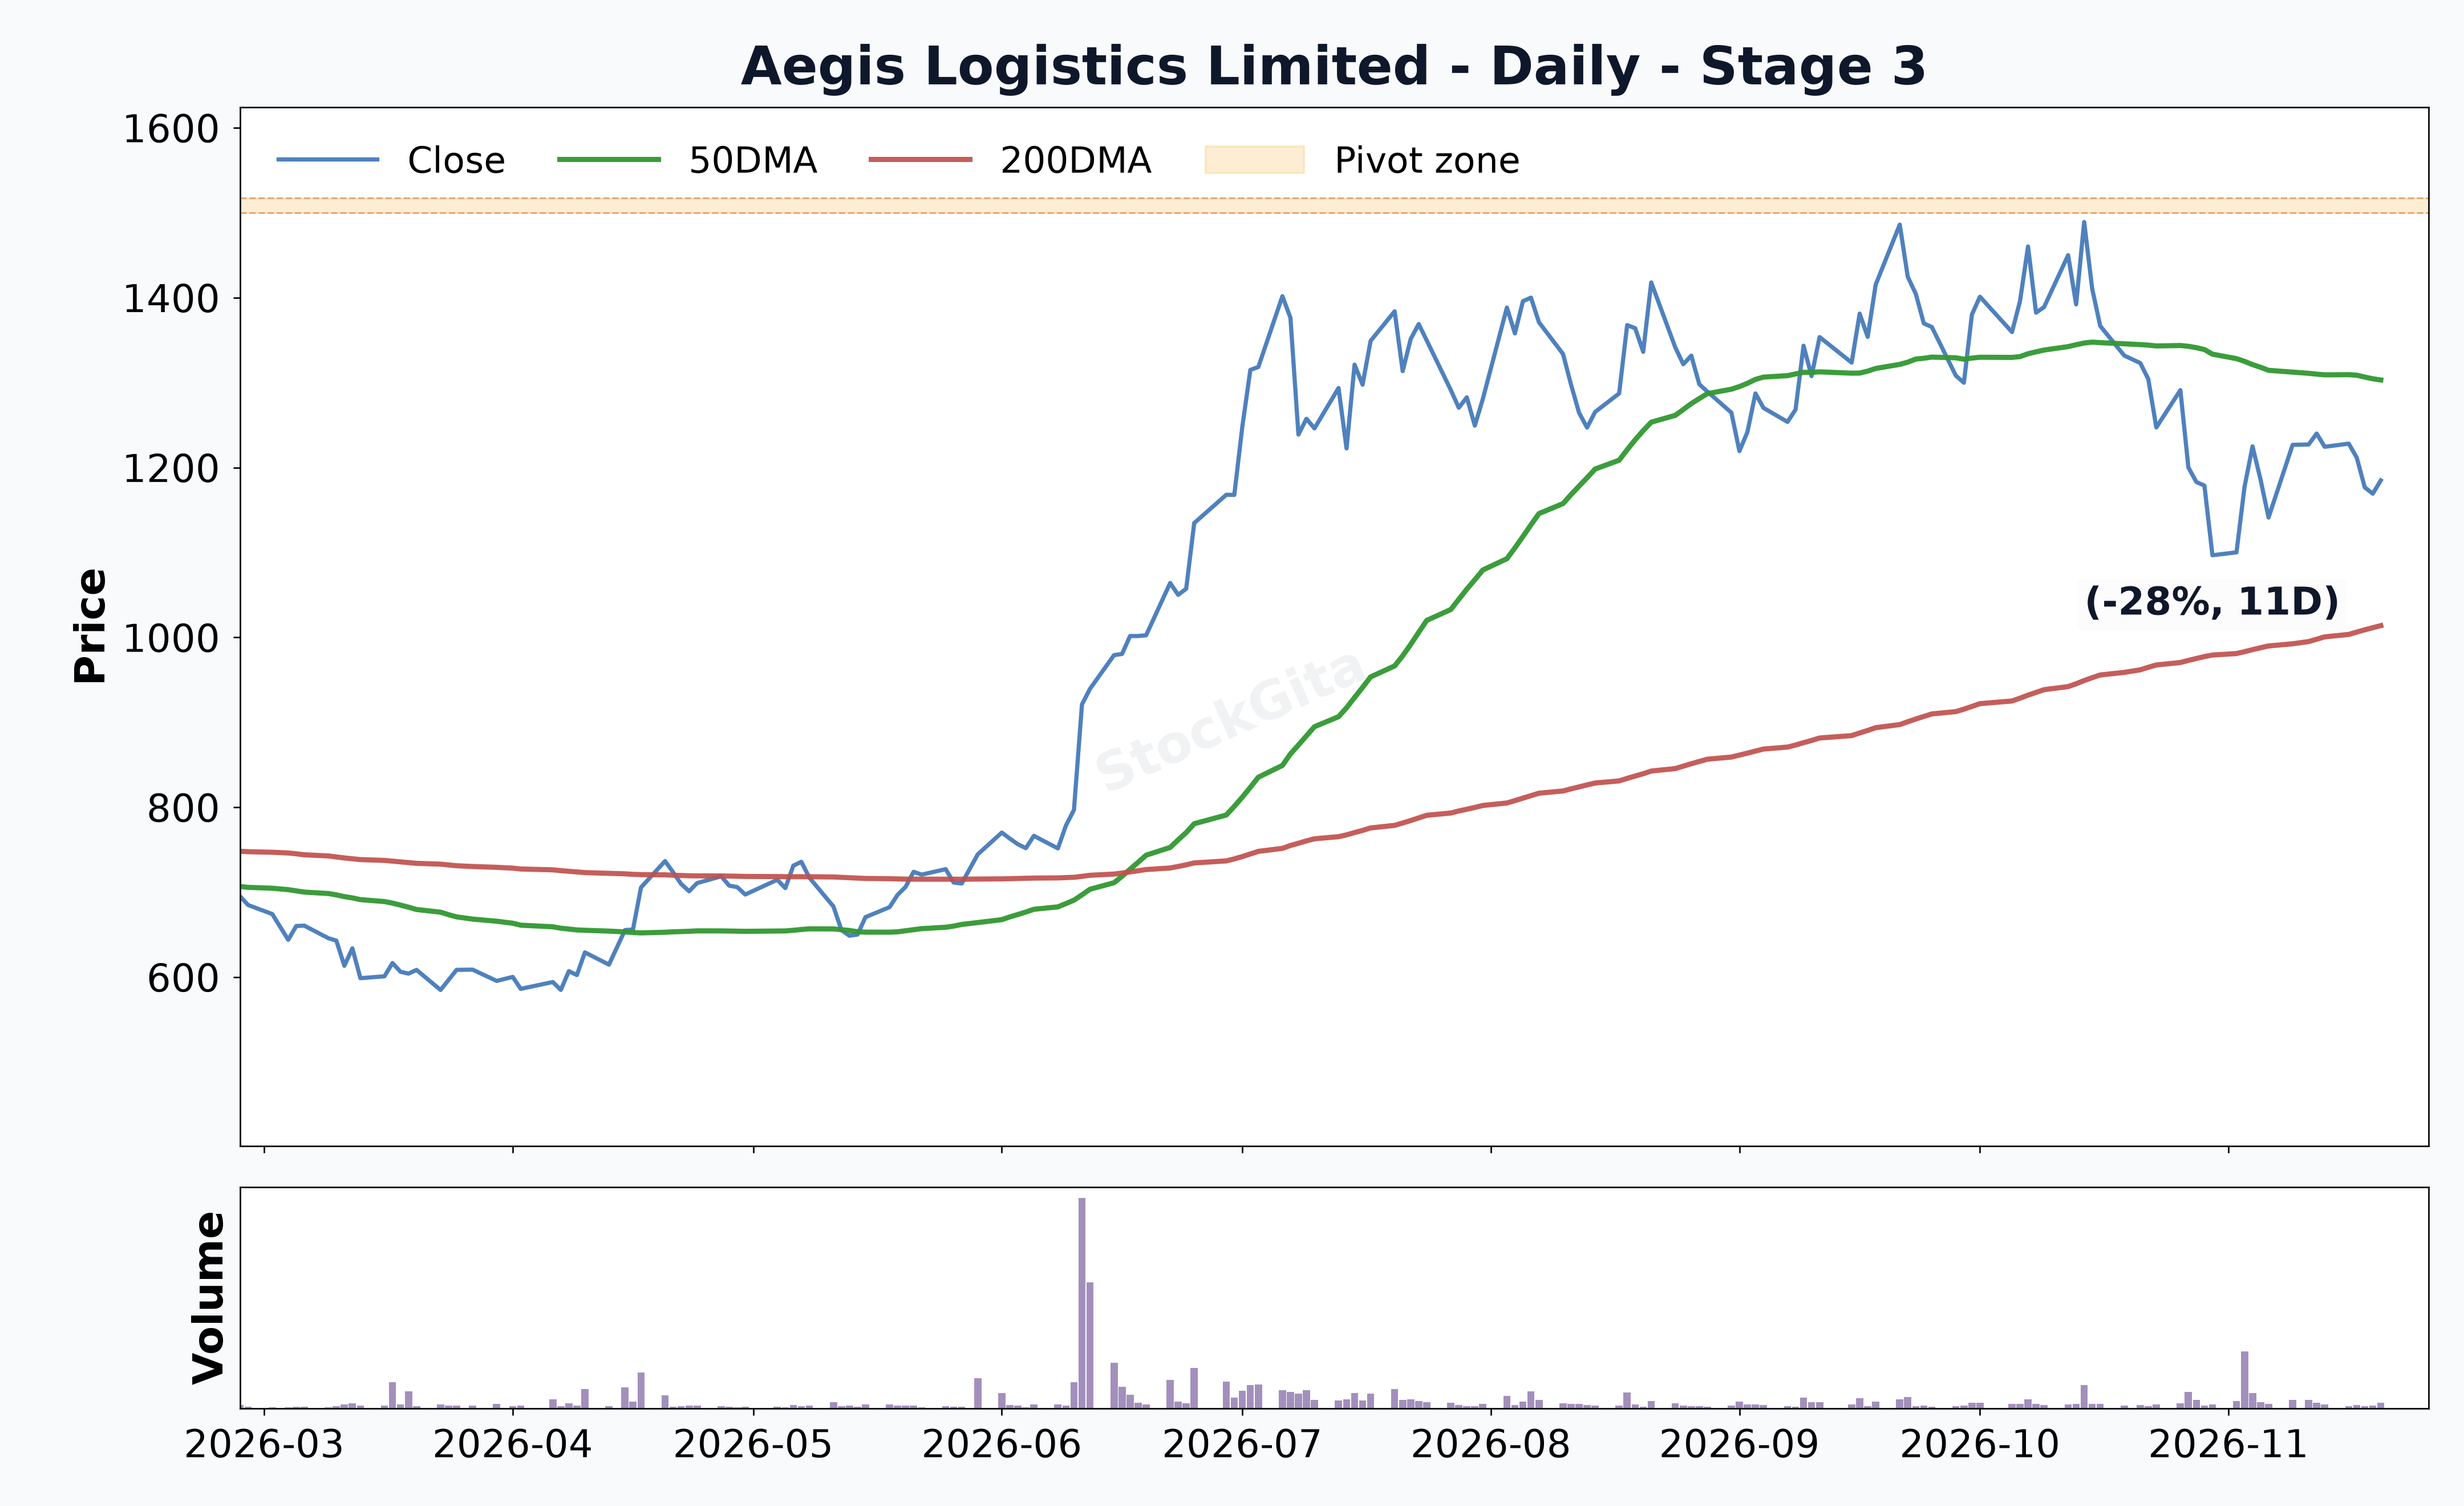 Aegis Logistics Limited - Daily - Stage 3
Close 50DMA 200DMA Pivot zone
1600
1400
1200
1000
800
600
Price
(-28%, 11D)
StockGita
Volume
2026-03 2026-04 2026-05 2026-06 2026-07 2026-08 2026-09 2026-10 2026-11